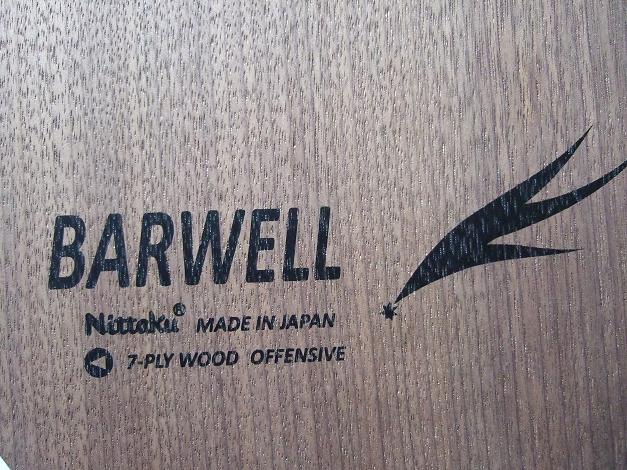 BARWELL
Nittaku® MADE IN JAPAN
7-PLY WOOD OFFENSIVE